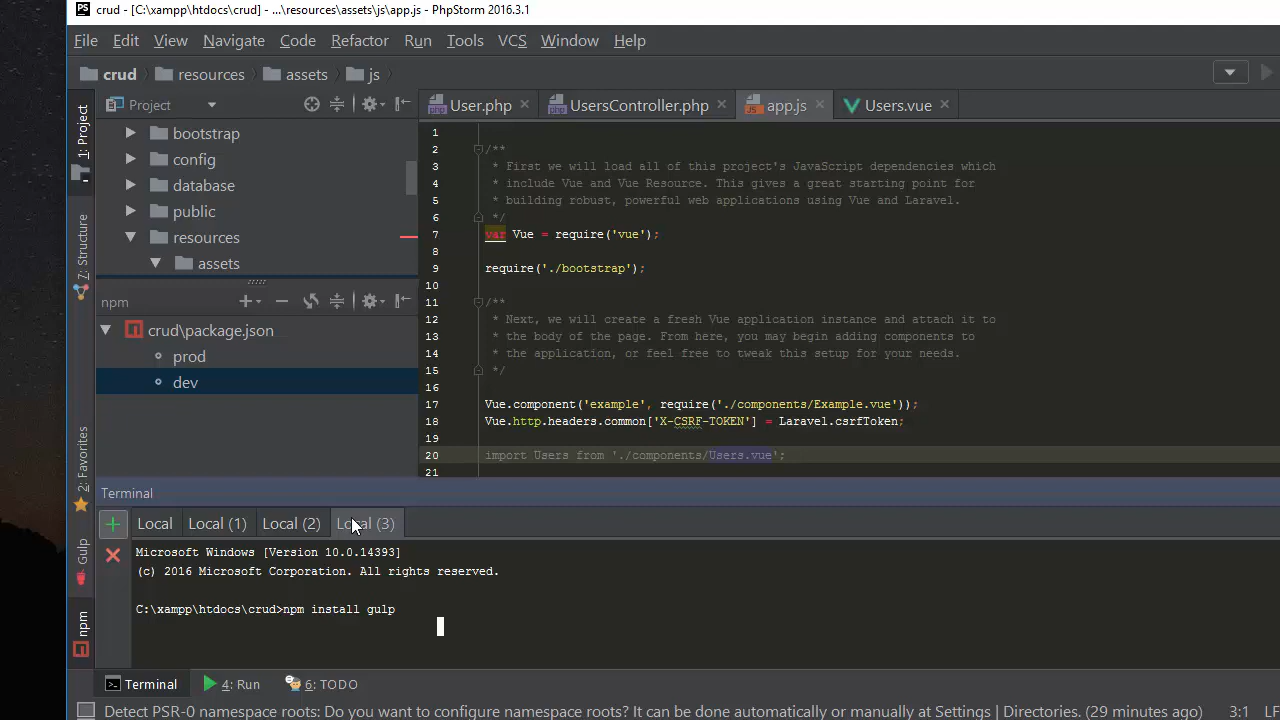 crud - [C:\xampp\htdocs\crud] - ...\resources\assets\js\app.js - PhpStorm 2016.3.1
File Edit View Navigate Code Refactor Run Tools VCS Window Help
crud resources assets js
1: Project
7: Structure
2: Favorites
Gulp
npm
Project
bootstrap
config
database
public
resources
assets
npm
crud\package.json
prod
dev
User.php UsersController.php app.js Users.vue
1
2 /**
3 * First we will load all of this project's JavaScript dependencies which
4 * include Vue and Vue Resource. This gives a great starting point for
5 * building robust, powerful web applications using Vue and Laravel.
6 */
7 var Vue = require('vue');
8
9 require('./bootstrap');
10
11 /**
12 * Next, we will create a fresh Vue application instance and attach it to
13 * the body of the page. From here, you may begin adding components to
14 * the application, or feel free to tweak this setup for your needs.
15 */
16
17 Vue.component('example', require('./components/Example.vue'));
18 Vue.http.headers.common['X-CSRF-TOKEN'] = Laravel.csrfToken;
19
20 import Users from './components/Users.vue';
21
Terminal
Local Local (1) Local (2) Local (3)
Microsoft Windows [Version 10.0.14393]
(c) 2016 Microsoft Corporation. All rights reserved.
C:\xampp\htdocs\crud>npm install gulp
Terminal 4: Run 6: TODO
Detect PSR-0 namespace roots: Do you want to configure namespace roots? It can be done automatically or manually at Settings | Directories. (29 minutes ago) 3:1 LF